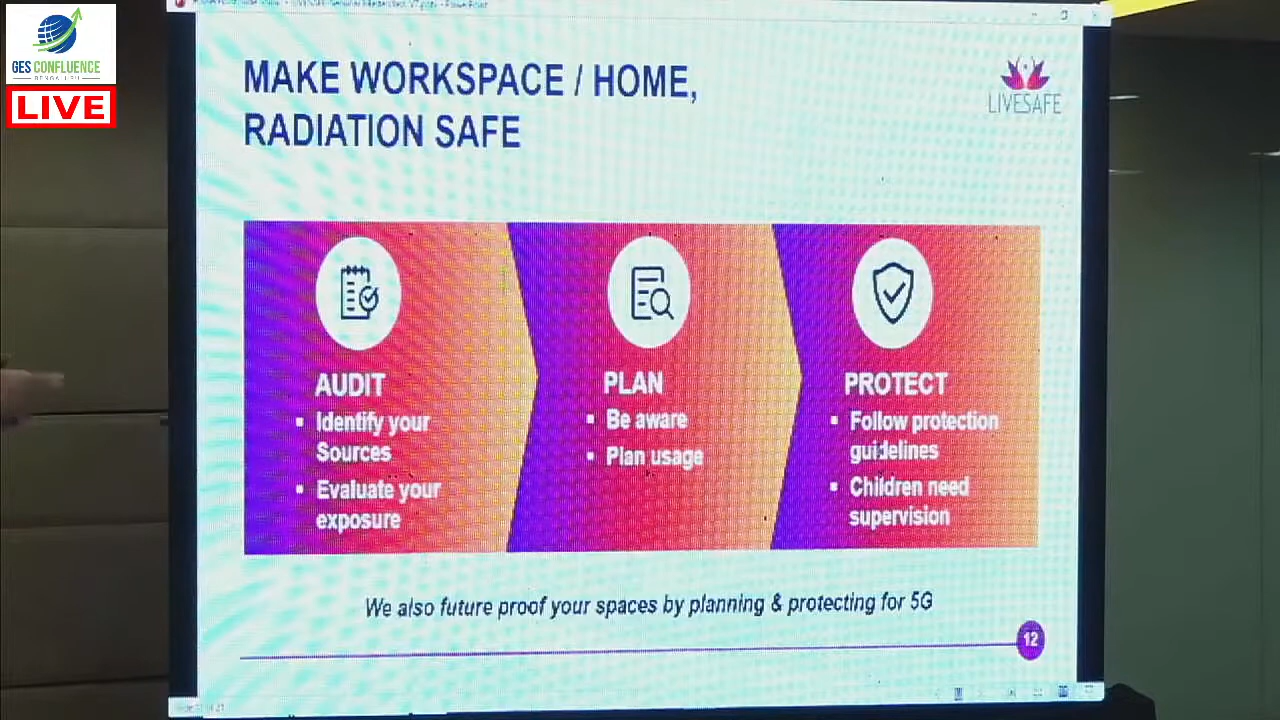 GES CONFLUENCE
BENGALURU
LIVE
MAKE WORKSPACE / HOME,
RADIATION SAFE
LIVESAFE
AUDIT
▪ Identify your
Sources
▪ Evaluate your
exposure
PLAN
▪ Be aware
▪ Plan usage
PROTECT
▪ Follow protection
guidelines
▪ Children need
supervision
We also future proof your spaces by planning & protecting for 5G
12